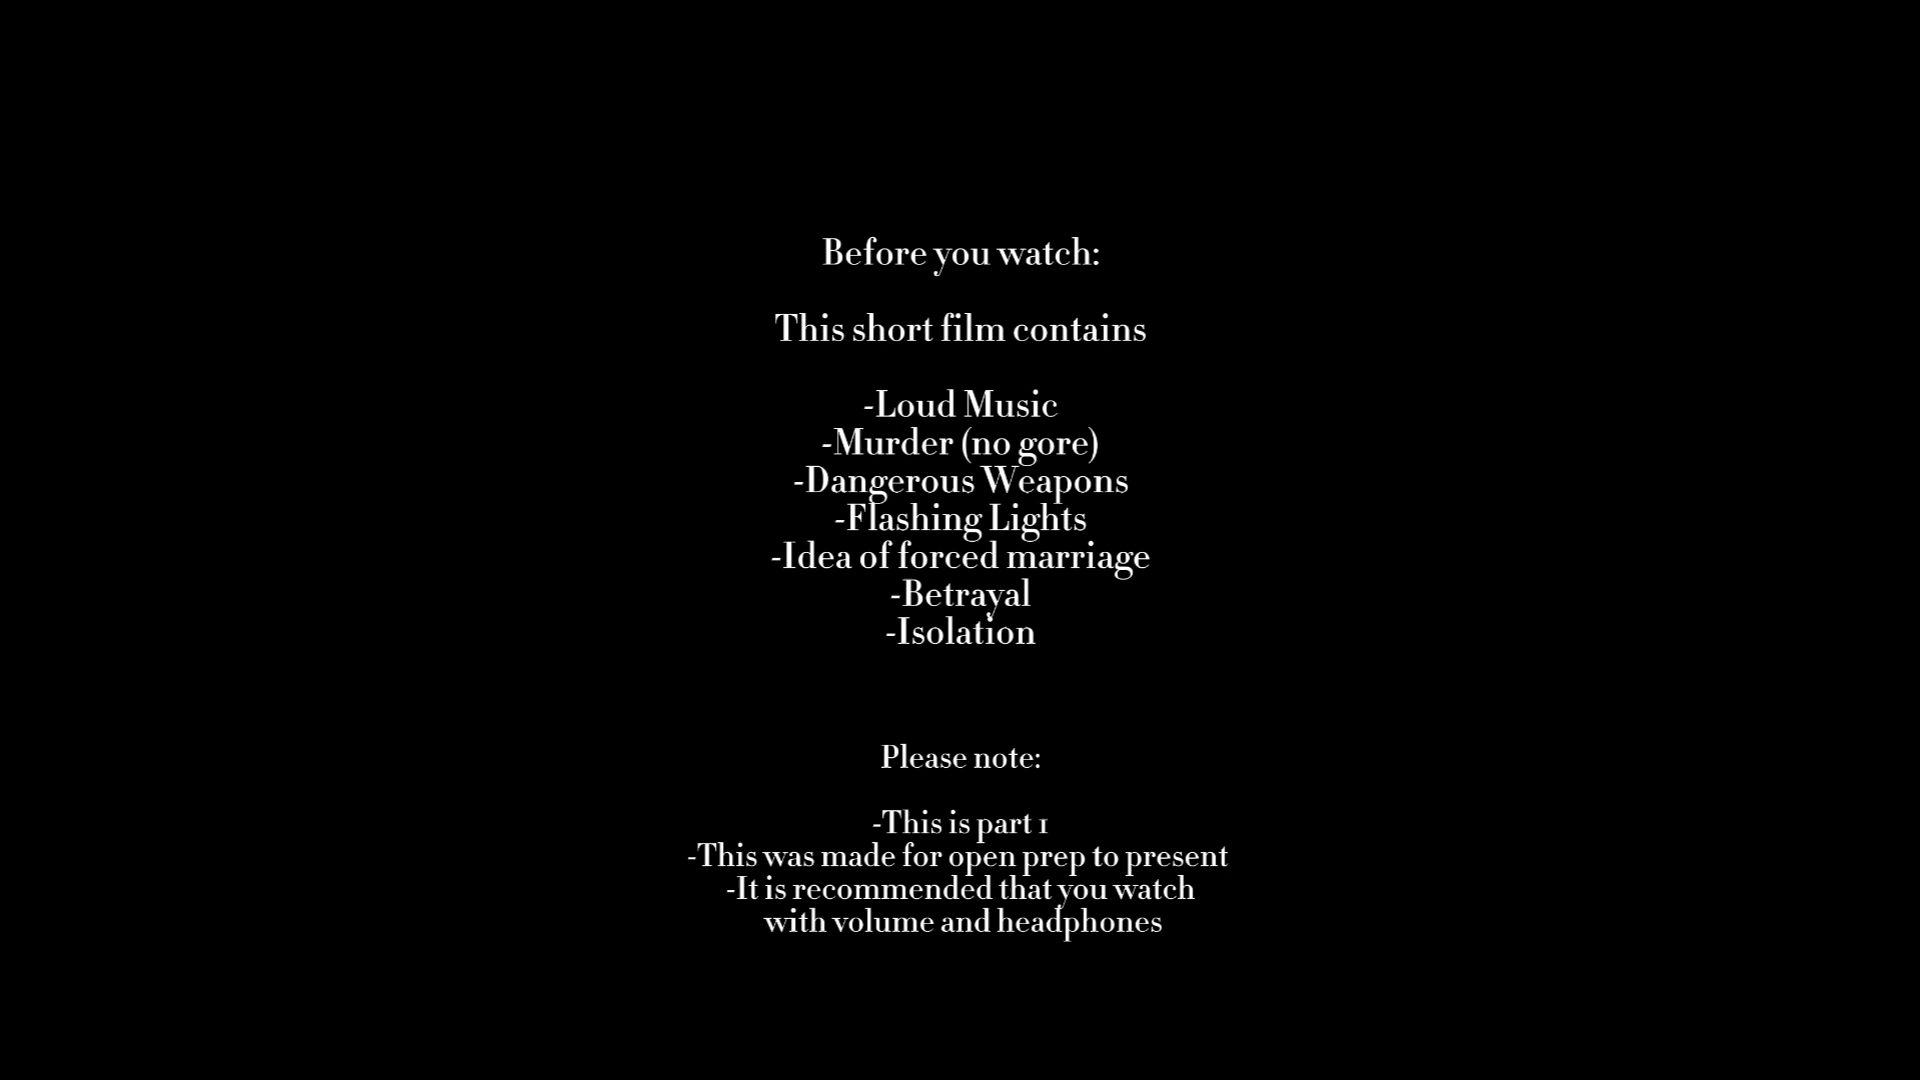 Before you watch:
This short film contains
-Loud Music
-Murder (no gore)
-Dangerous Weapons
-Flashing Lights
-Idea of forced marriage
-Betrayal
-Isolation
Please note:
-This is part 1
-This was made for open prep to present
-It is recommended that you watch
with volume and headphones